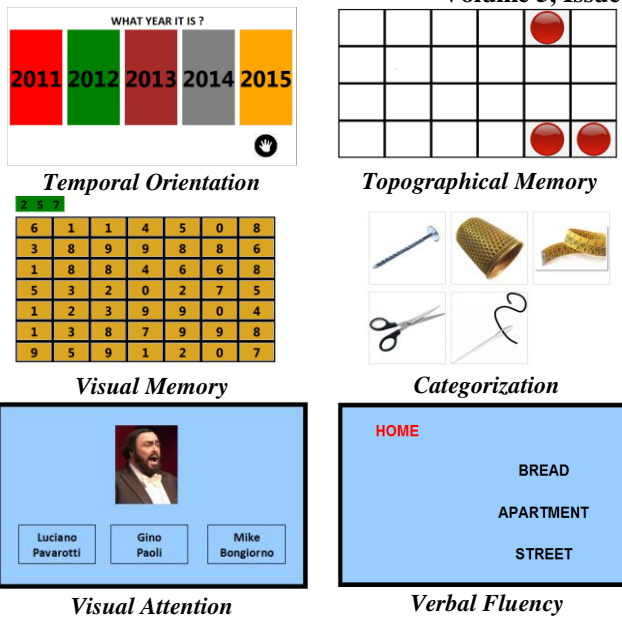 Volume 5, Issue
WHAT YEAR IT IS ?
2011 2012 2013 2014 2015
Temporal Orientation
Topographical Memory
2 5 7
6 1 1 4 5 0 8
3 8 9 9 8 8 6
1 8 8 4 6 6 8
5 3 2 0 2 7 5
1 2 3 9 9 0 4
1 3 8 7 9 9 8
9 5 9 1 2 0 7
Visual Memory
Categorization
Luciano Pavarotti
Gino Paoli
Mike Bongiorno
Visual Attention
HOME
BREAD
APARTMENT
STREET
Verbal Fluency